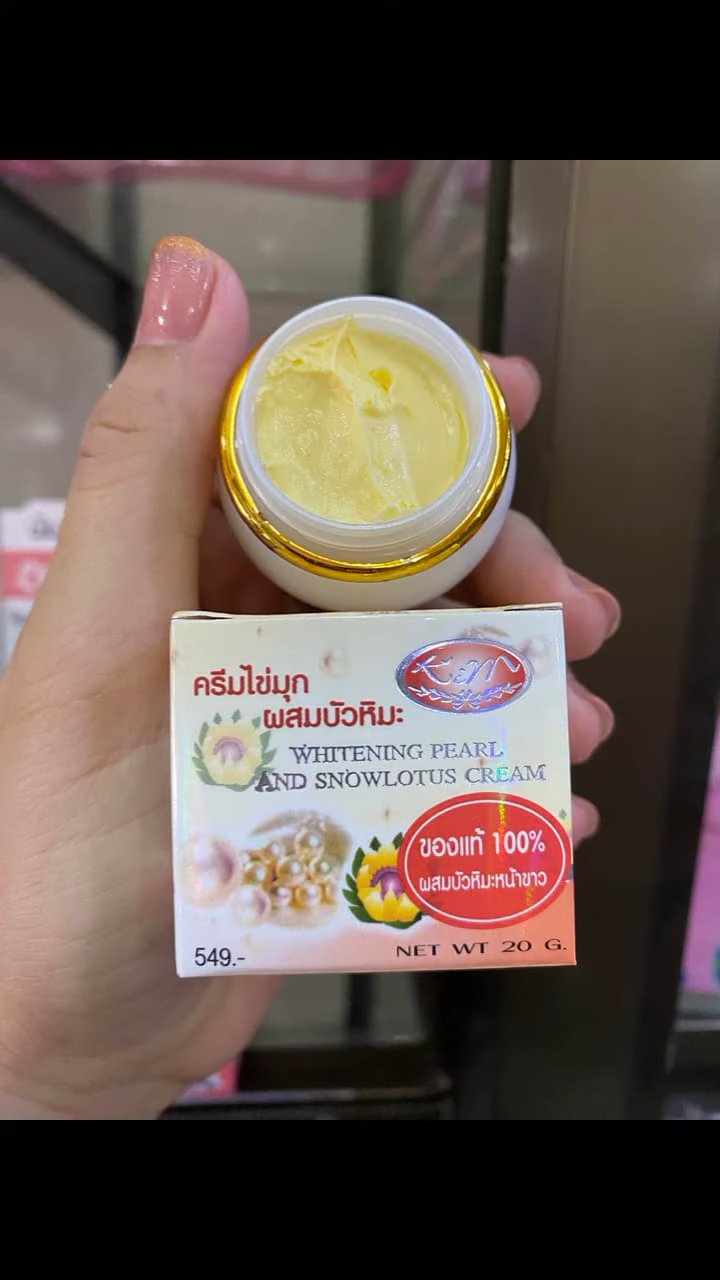 ครีมไข่มุก
ผสมบัวหิมะ
KiM
WHITENING PEARL
AND SNOWLOTUS CREAM
ของแท้ 100%
ผสมบัวหิมะหน้าขาว
549.-
NET WT 20 G.